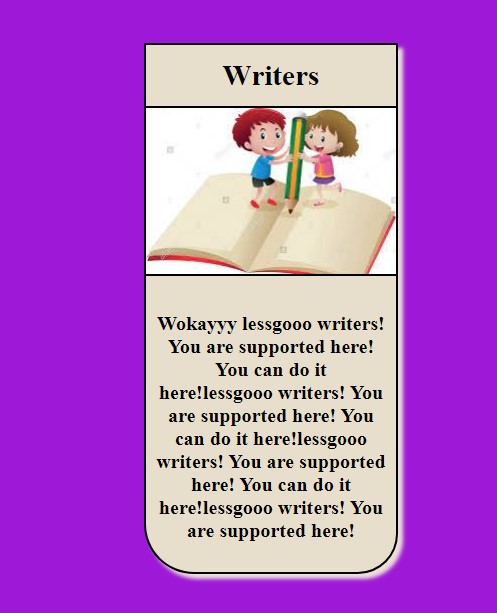 Writers
Wokayyy lessgooo writers!
You are supported here!
You can do it
here!lessgooo writers! You
are supported here! You
can do it here!lessgooo
writers! You are supported
here! You can do it
here!lessgooo writers! You
are supported here!